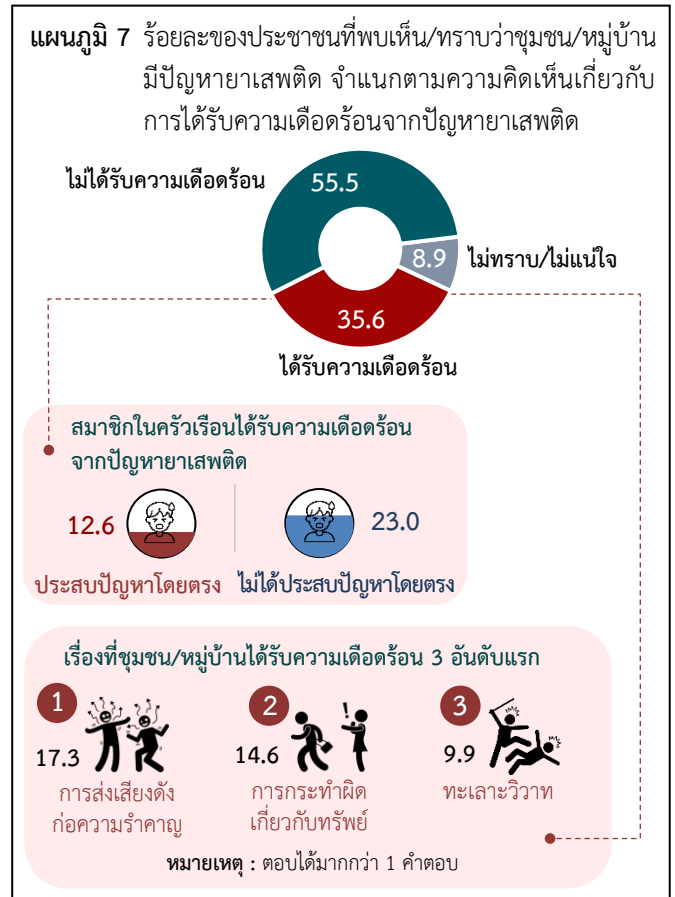 แผนภูมิ 7 ร้อยละของประชาชนที่พบเห็น/ทราบว่าชุมชน/หมู่บ้าน
มีปัญหายาเสพติด จำแนกตามความคิดเห็นเกี่ยวกับ
การได้รับความเดือดร้อนจากปัญหายาเสพติด
ไม่ได้รับความเดือดร้อน
55.5
8.9
ไม่ทราบ/ไม่แน่ใจ
35.6
ได้รับความเดือดร้อน
สมาชิกในครัวเรือนได้รับความเดือดร้อน
จากปัญหายาเสพติด
12.6
23.0
ประสบปัญหาโดยตรง
ไม่ได้ประสบปัญหาโดยตรง
เรื่องที่ชุมชน/หมู่บ้านได้รับความเดือดร้อน 3 อันดับแรก
1
17.3
การส่งเสียงดัง
ก่อความรำคาญ
2
14.6
การกระทำผิด
เกี่ยวกับทรัพย์
3
9.9
ทะเลาะวิวาท
หมายเหตุ : ตอบได้มากกว่า 1 คำตอบ